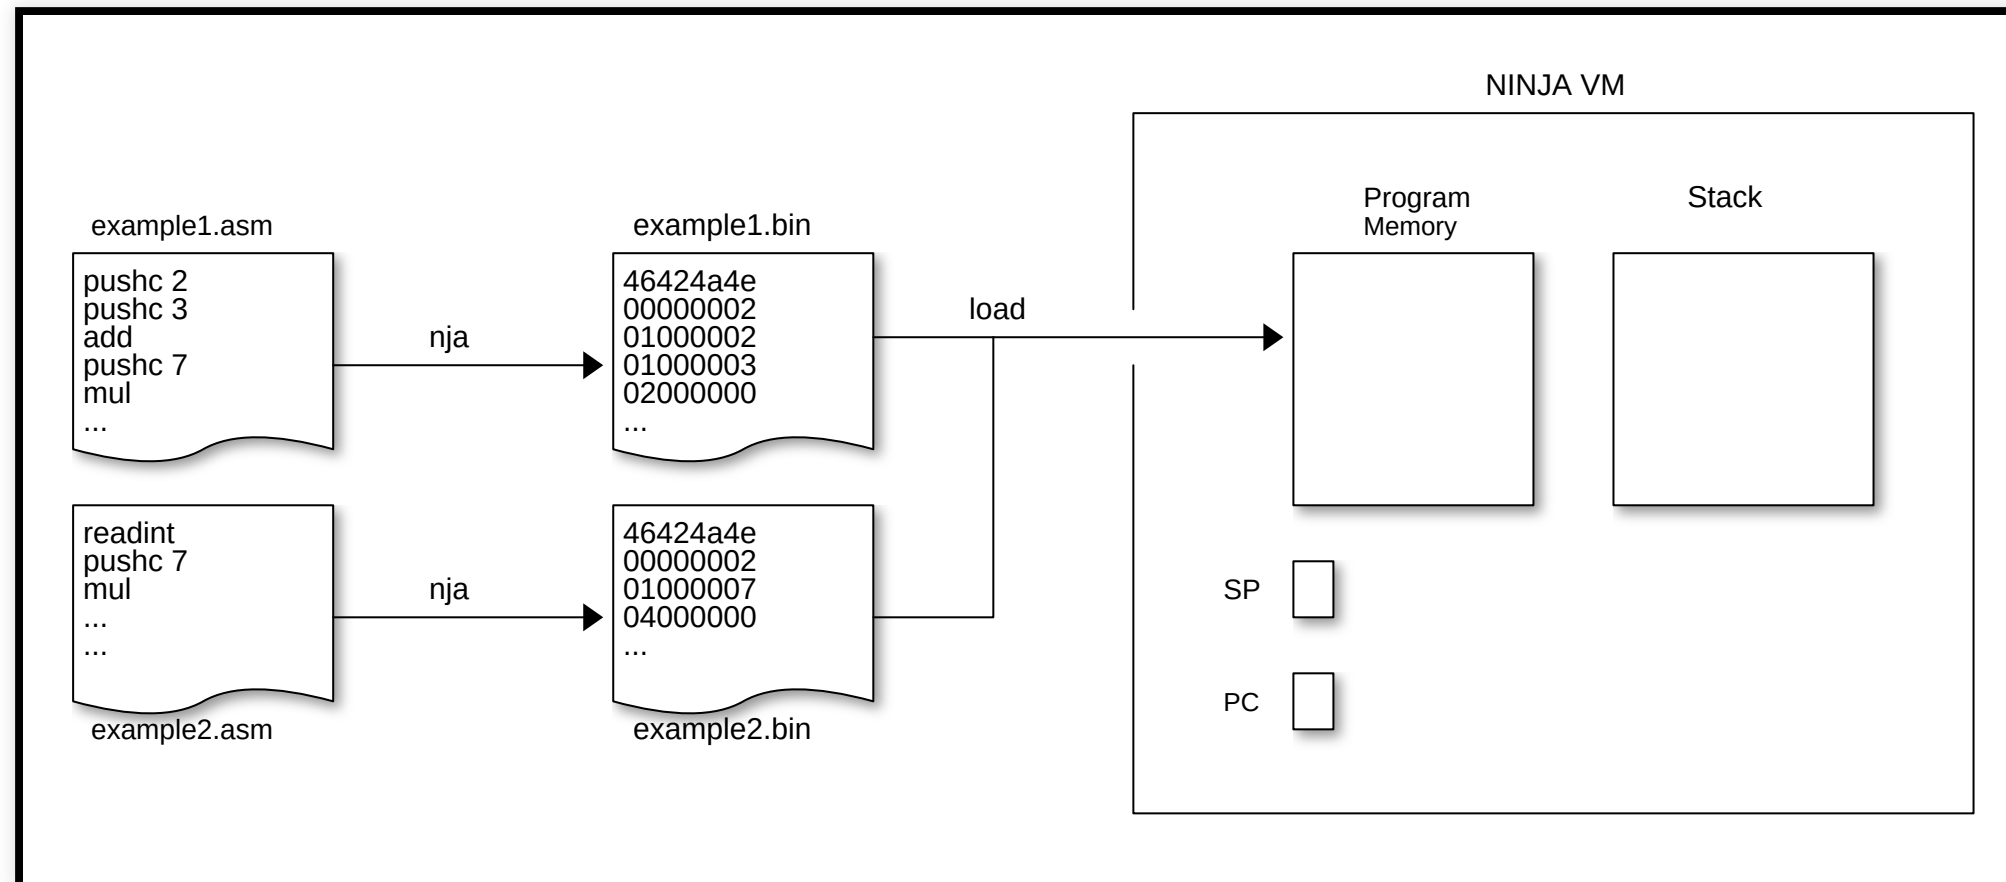 NINJA VM
example1.asm
pushc 2
pushc 3
add
pushc 7
mul
...
nja
example1.bin
46424a4e
00000002
01000002
01000003
02000000
...
load
Program
Memory
Stack
readint
pushc 7
mul
...
...
example2.asm
nja
46424a4e
00000002
01000007
04000000
...
example2.bin
SP
PC